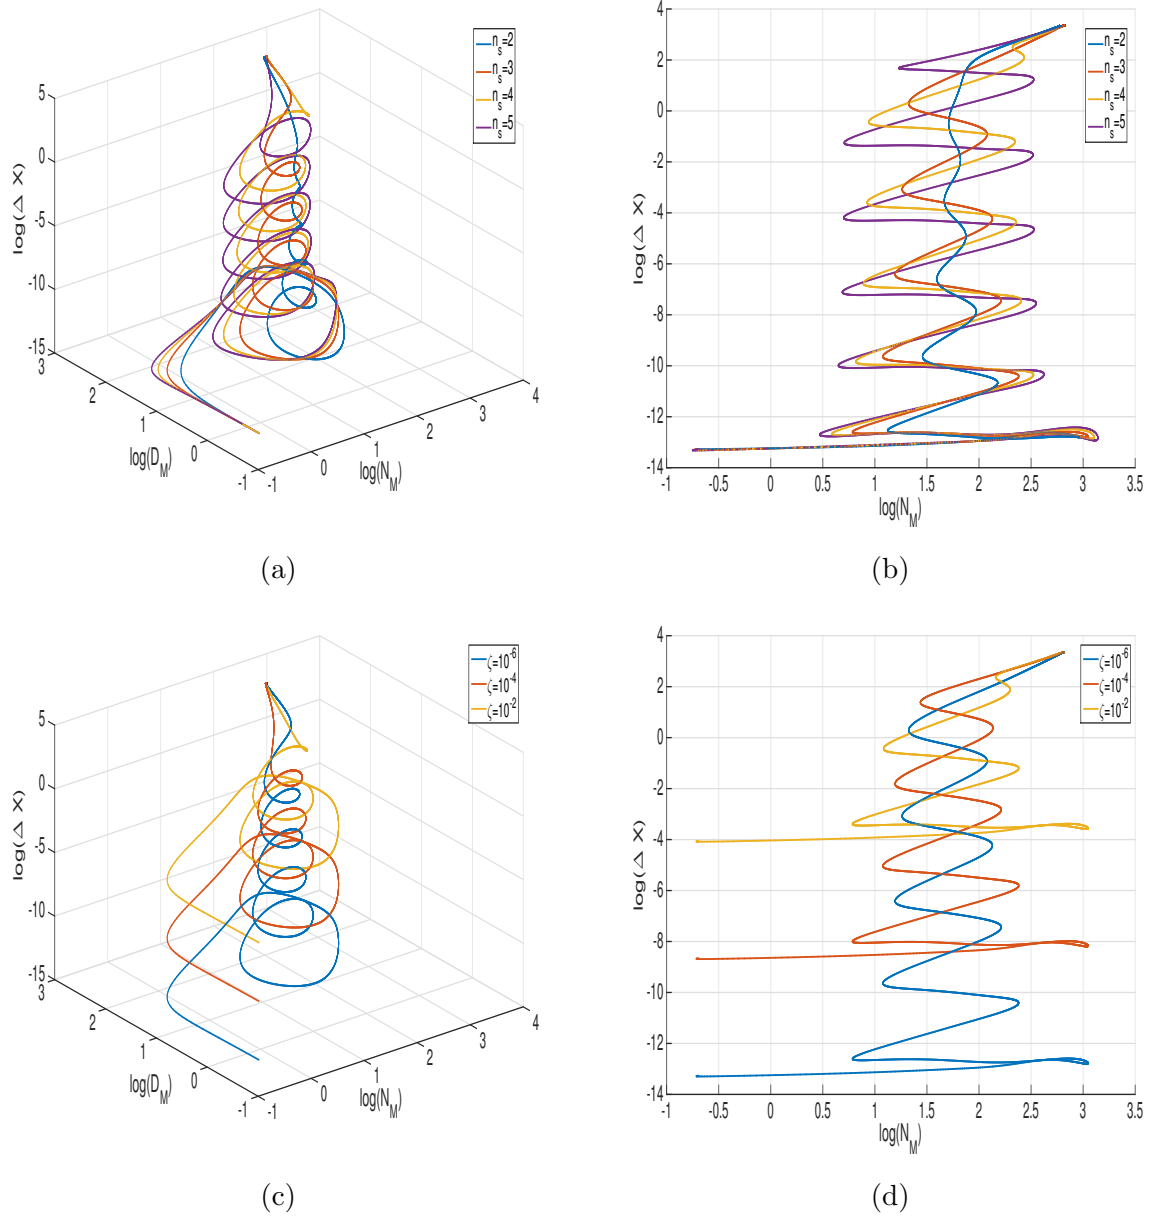 n_s=2
n_s=3
n_s=4
n_s=5
5
0
-5
-10
-15
log(Δ X)
3
2
1
0
-1
log(D_M)
-1
0
1
2
3
4
log(N_M)
(a)
n_s=2
n_s=3
n_s=4
n_s=5
4
2
0
-2
-4
-6
-8
-10
-12
-14
log(Δ X)
-1
-0.5
0
0.5
1
1.5
2
2.5
3
3.5
log(N_M)
(b)
ζ=10^-6
ζ=10^-4
ζ=10^-2
5
0
-5
-10
-15
log(Δ X)
3
2
1
0
-1
log(D_M)
-1
0
1
2
3
4
log(N_M)
(c)
ζ=10^-6
ζ=10^-4
ζ=10^-2
4
2
0
-2
-4
-6
-8
-10
-12
-14
log(Δ X)
-1
-0.5
0
0.5
1
1.5
2
2.5
3
3.5
log(N_M)
(d)